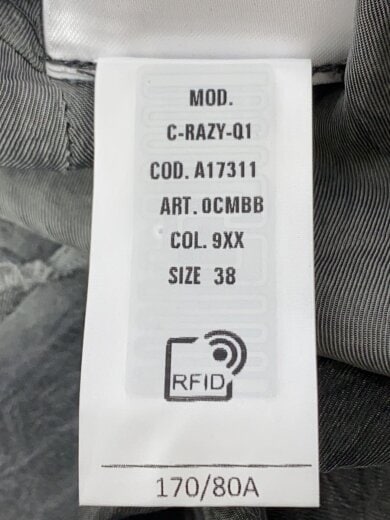 MOD.
C-RAZY-Q1
COD. A17311
ART. 0CMBB
COL. 9XX
SIZE 38
RFID
170/80A